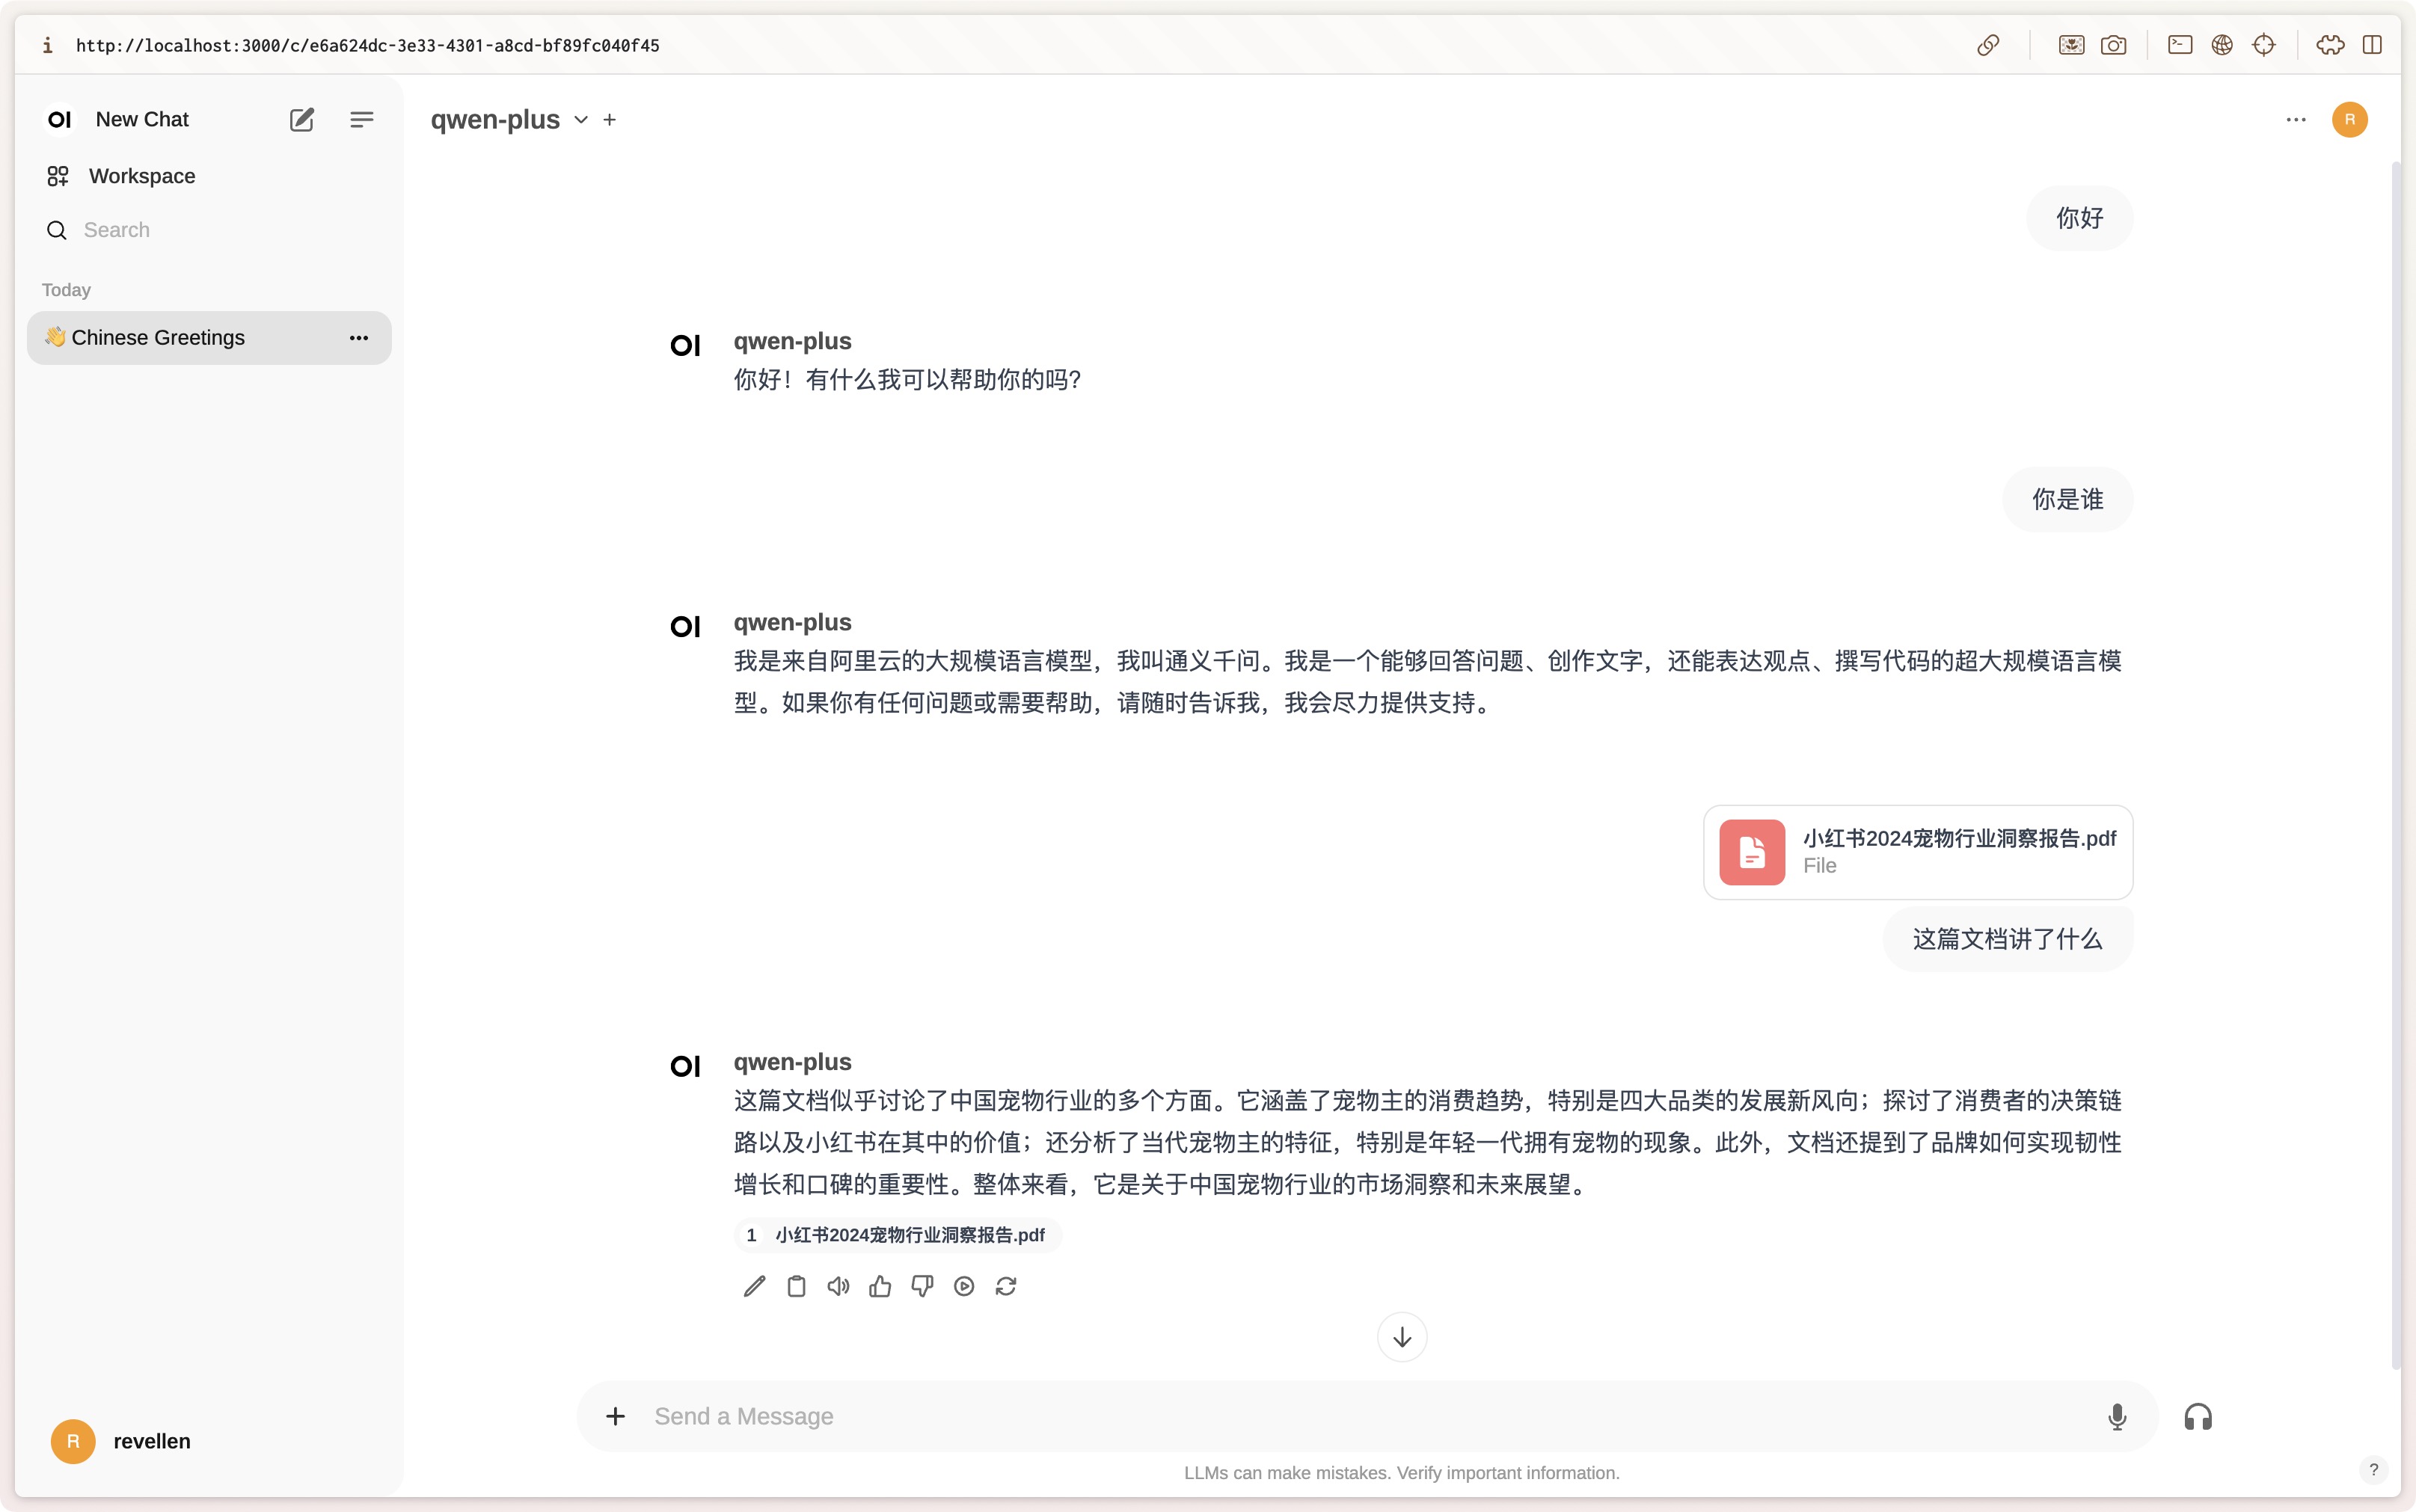 i http://localhost:3000/c/e6a624dc-3e33-4301-a8cd-bf89fc040f45
OI New Chat
Workspace
Search
Today
👋 Chinese Greetings
R revellen
qwen-plus
R
你好
OI qwen-plus
你好！有什么我可以帮助你的吗？
你是谁
OI qwen-plus
我是来自阿里云的大规模语言模型，我叫通义千问。我是一个能够回答问题、创作文字，还能表达观点、撰写代码的超大规模语言模
型。如果你有任何问题或需要帮助，请随时告诉我，我会尽力提供支持。
小红书2024宠物行业洞察报告.pdf
File
这篇文档讲了什么
OI qwen-plus
这篇文档似乎讨论了中国宠物行业的多个方面。它涵盖了宠物主的消费趋势，特别是四大品类的发展新风向；探讨了消费者的决策链
路以及小红书在其中的价值；还分析了当代宠物主的特征，特别是年轻一代拥有宠物的现象。此外，文档还提到了品牌如何实现韧性
增长和口碑的重要性。整体来看，它是关于中国宠物行业的市场洞察和未来展望。
1 小红书2024宠物行业洞察报告.pdf
Send a Message
LLMs can make mistakes. Verify important information.
?